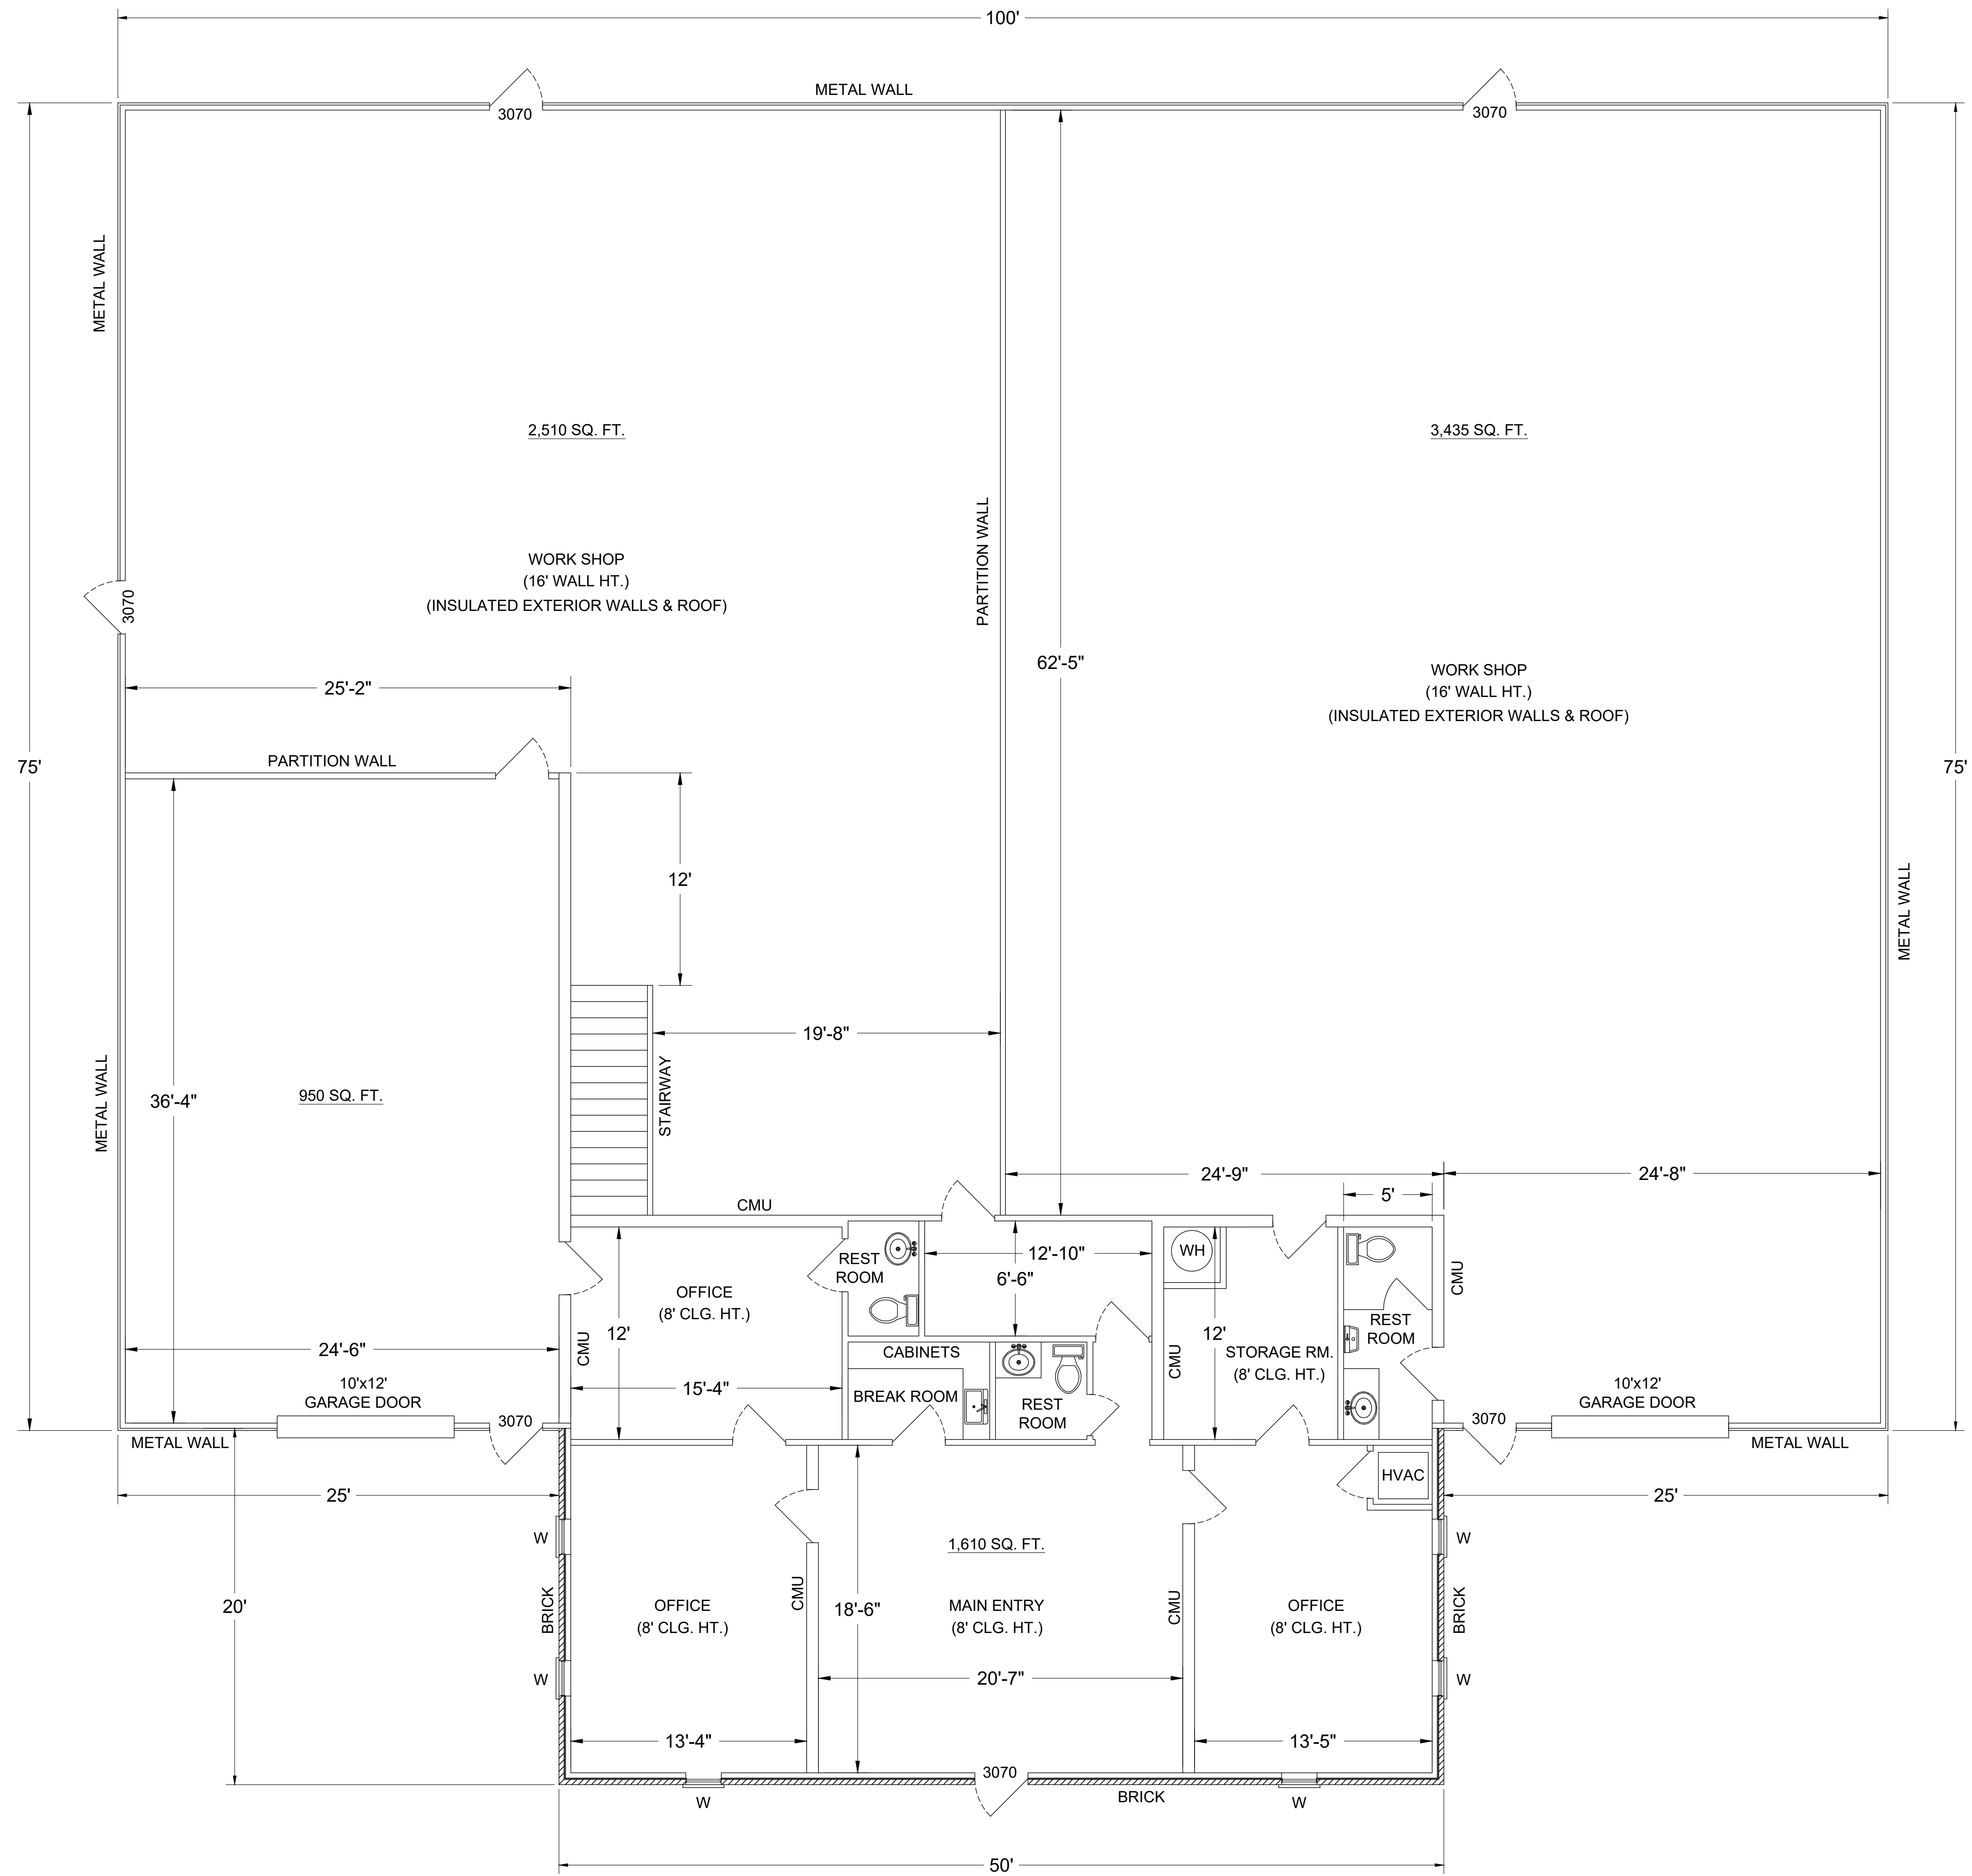 100'
METAL WALL
3070
3070
METAL WALL
2,510 SQ. FT.
3,435 SQ. FT.
PARTITION WALL
WORK SHOP
(16' WALL HT.)
(INSULATED EXTERIOR WALLS & ROOF)
3070
62'-5"
WORK SHOP
(16' WALL HT.)
(INSULATED EXTERIOR WALLS & ROOF)
25'-2"
75'
PARTITION WALL
75'
12'
METAL WALL
19'-8"
STAIRWAY
METAL WALL
36'-4"
950 SQ. FT.
24'-9"
24'-8"
5'
CMU
REST
ROOM
12'-10"
WH
6'-6"
CMU
OFFICE
(8' CLG. HT.)
12'
CMU
12'
REST
ROOM
24'-6"
CABINETS
CMU
STORAGE RM.
(8' CLG. HT.)
10'x12'
GARAGE DOOR
15'-4"
BREAK ROOM
REST
ROOM
10'x12'
GARAGE DOOR
3070
3070
METAL WALL
METAL WALL
HVAC
25'
25'
W
1,610 SQ. FT.
W
20'
BRICK
OFFICE
(8' CLG. HT.)
CMU
18'-6"
MAIN ENTRY
(8' CLG. HT.)
CMU
OFFICE
(8' CLG. HT.)
BRICK
W
20'-7"
W
13'-4"
13'-5"
3070
W
BRICK
W
50'